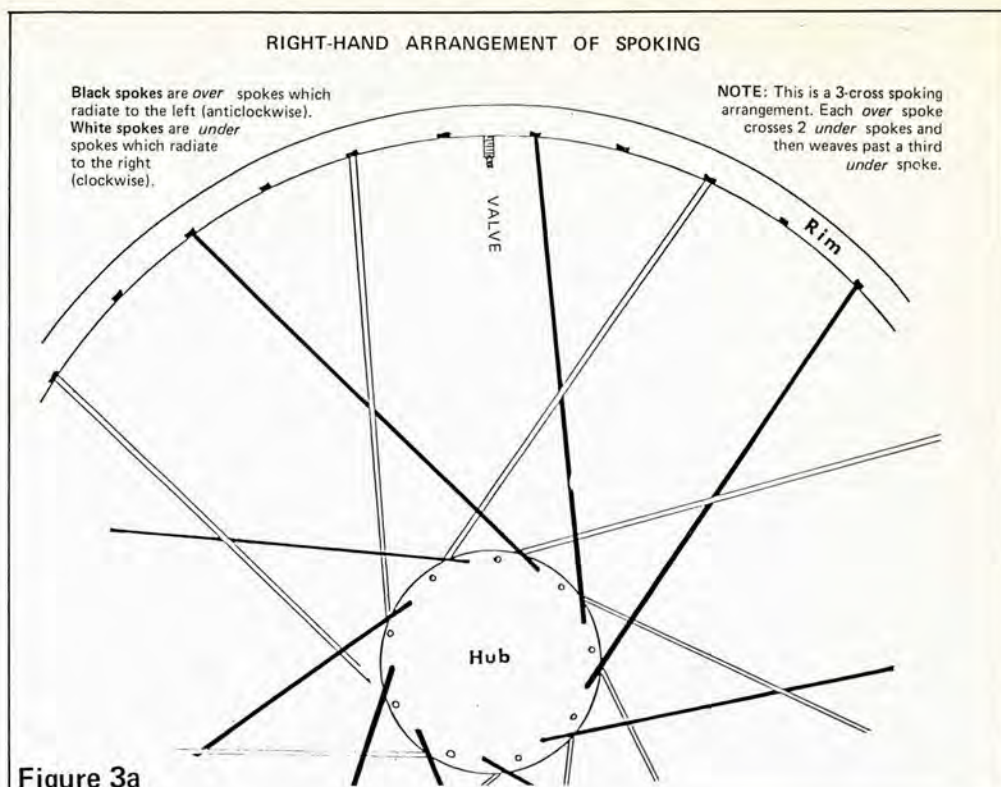 RIGHT-HAND ARRANGEMENT OF SPOKING
Black spokes are over spokes which
radiate to the left (anticlockwise).
White spokes are under
spokes which radiate
to the right
(clockwise).
NOTE: This is a 3-cross spoking
arrangement. Each over spoke
crosses 2 under spokes and
then weaves past a third
under spoke.
VALVE
Rim
Hub
Figure 3a